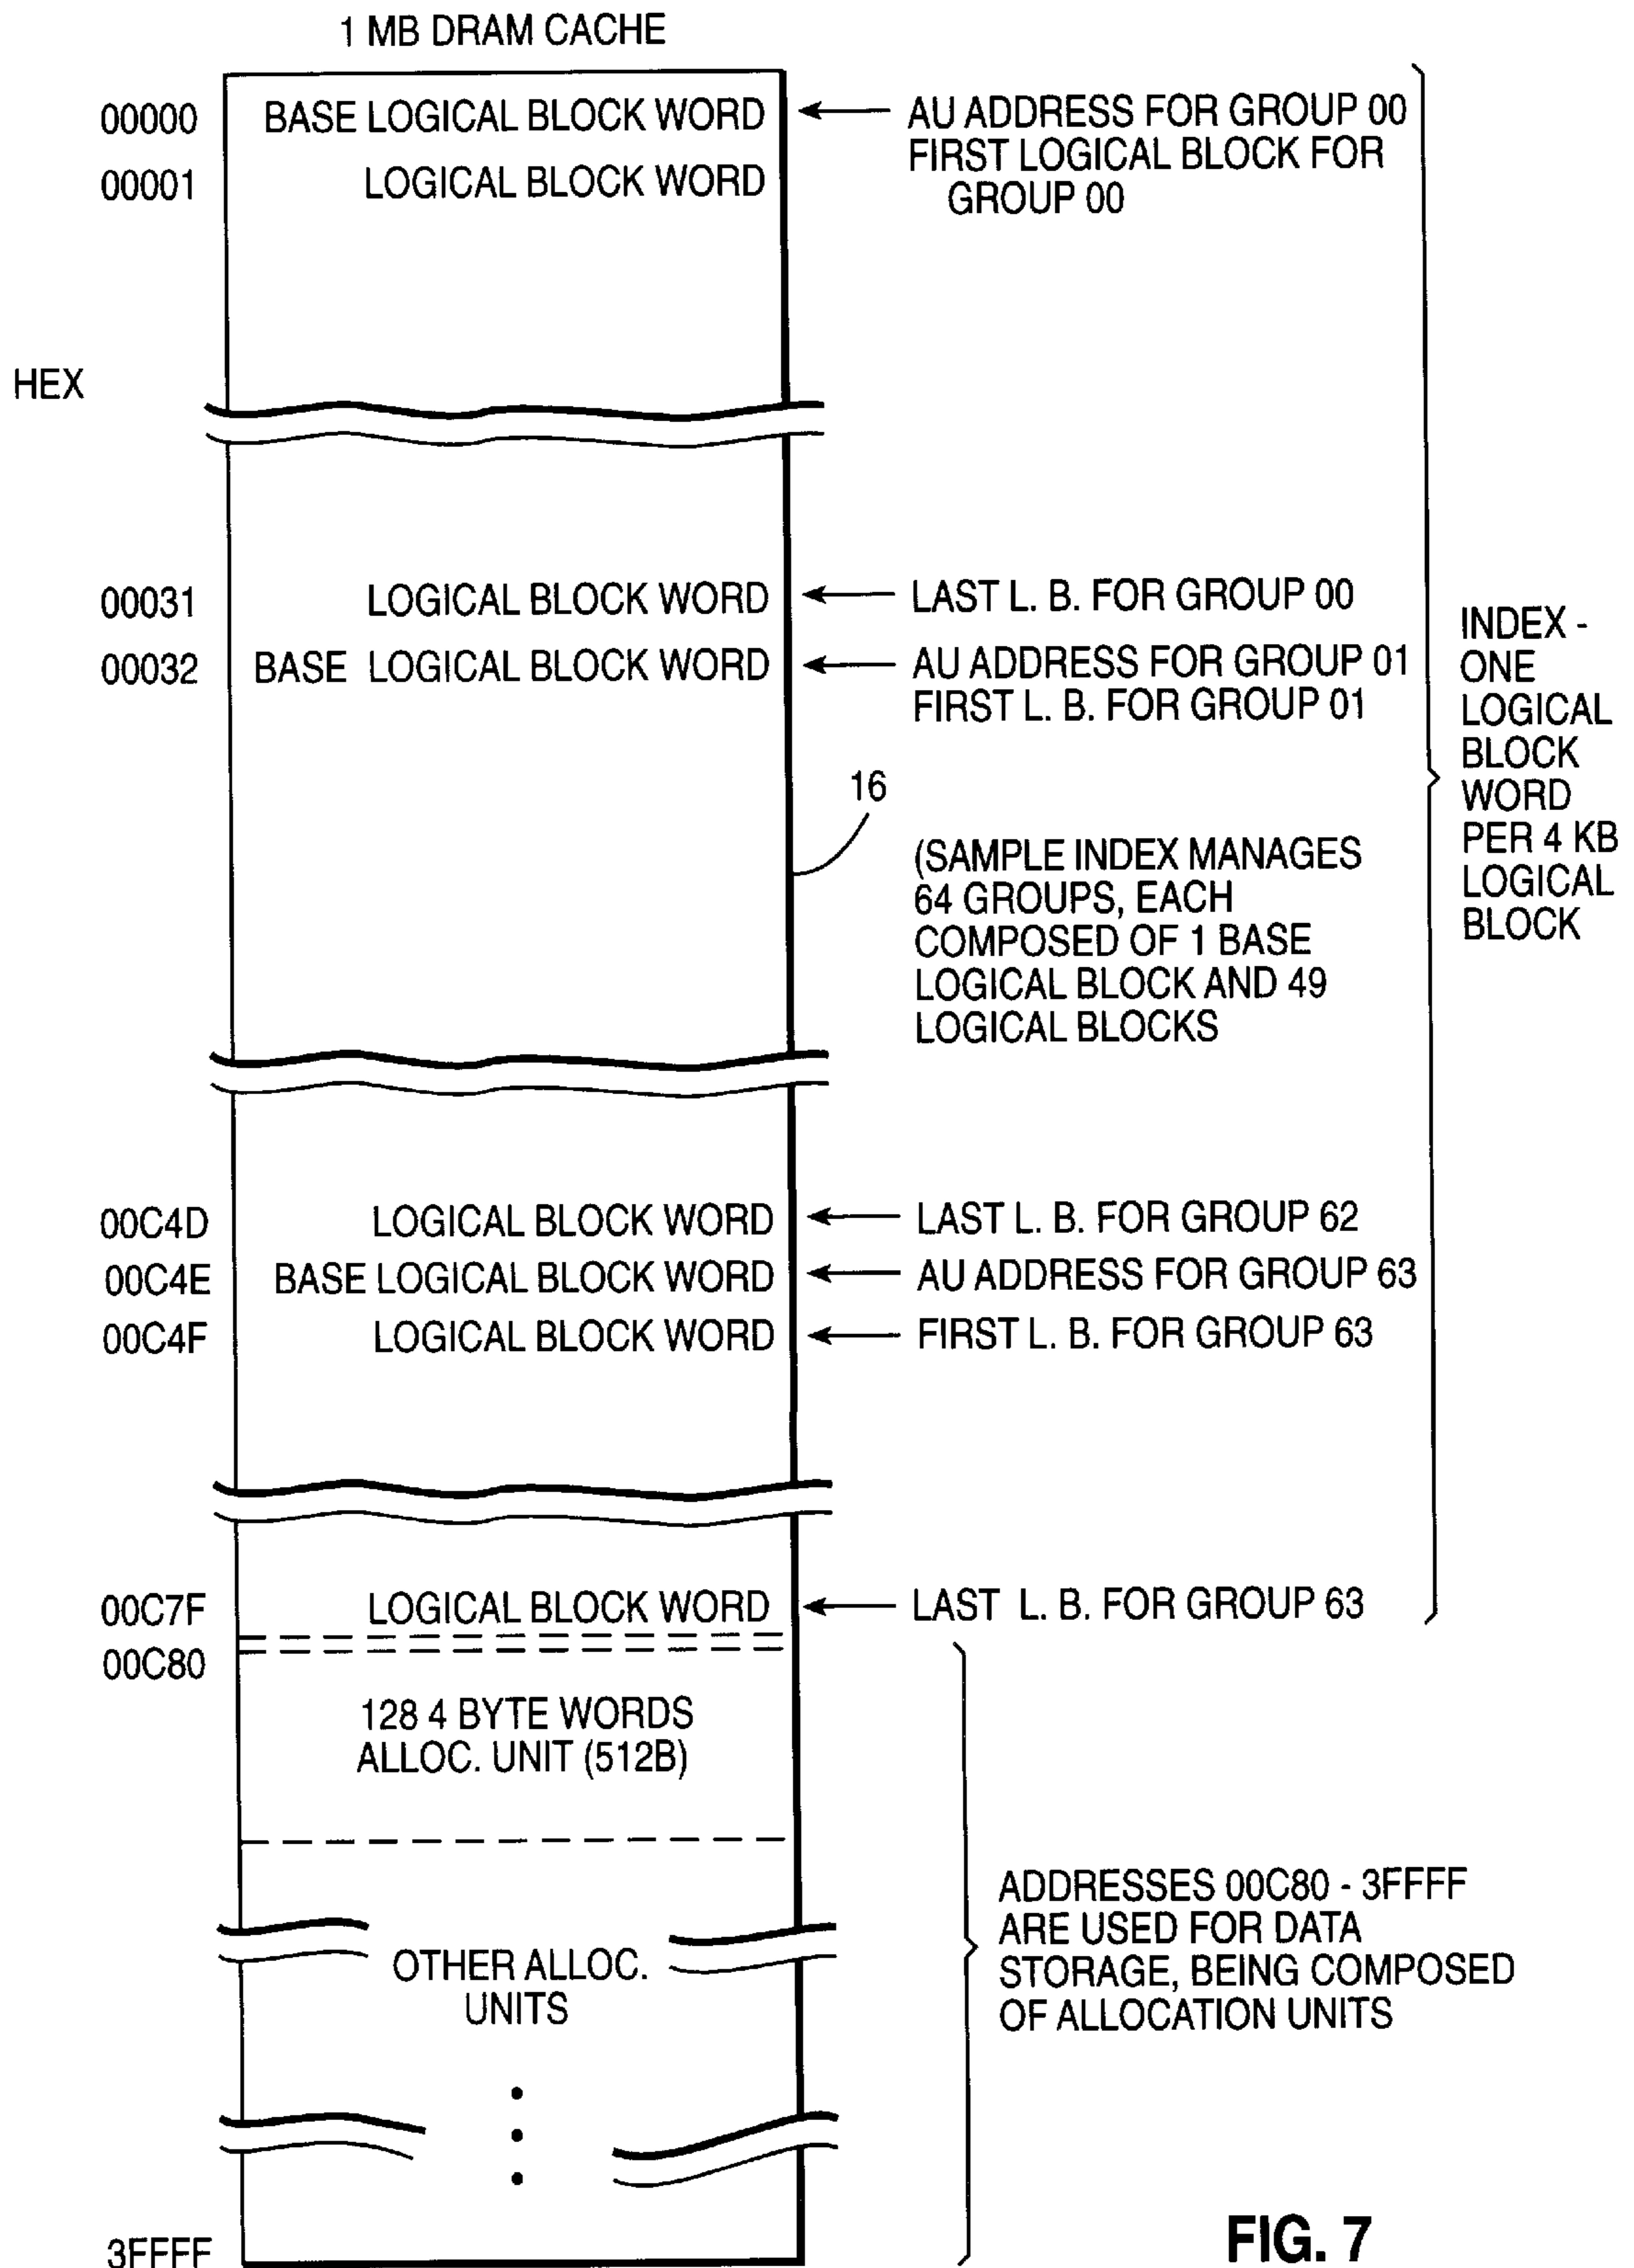 1 MB DRAM CACHE
00000 BASE LOGICAL BLOCK WORD AU ADDRESS FOR GROUP 00
FIRST LOGICAL BLOCK FOR
GROUP 00
00001 LOGICAL BLOCK WORD
HEX
00031 LOGICAL BLOCK WORD LAST L. B. FOR GROUP 00
00032 BASE LOGICAL BLOCK WORD AU ADDRESS FOR GROUP 01
FIRST L. B. FOR GROUP 01
16
(SAMPLE INDEX MANAGES
64 GROUPS, EACH
COMPOSED OF 1 BASE
LOGICAL BLOCK AND 49
LOGICAL BLOCKS
INDEX -
ONE
LOGICAL
BLOCK
WORD
PER 4 KB
LOGICAL
BLOCK
00C4D LOGICAL BLOCK WORD LAST L. B. FOR GROUP 62
00C4E BASE LOGICAL BLOCK WORD AU ADDRESS FOR GROUP 63
00C4F LOGICAL BLOCK WORD FIRST L. B. FOR GROUP 63
00C7F LOGICAL BLOCK WORD LAST L. B. FOR GROUP 63
00C80
128 4 BYTE WORDS
ALLOC. UNIT (512B)
OTHER ALLOC.
UNITS
ADDRESSES 00C80 - 3FFFF
ARE USED FOR DATA
STORAGE, BEING COMPOSED
OF ALLOCATION UNITS
3FFFF
FIG. 7